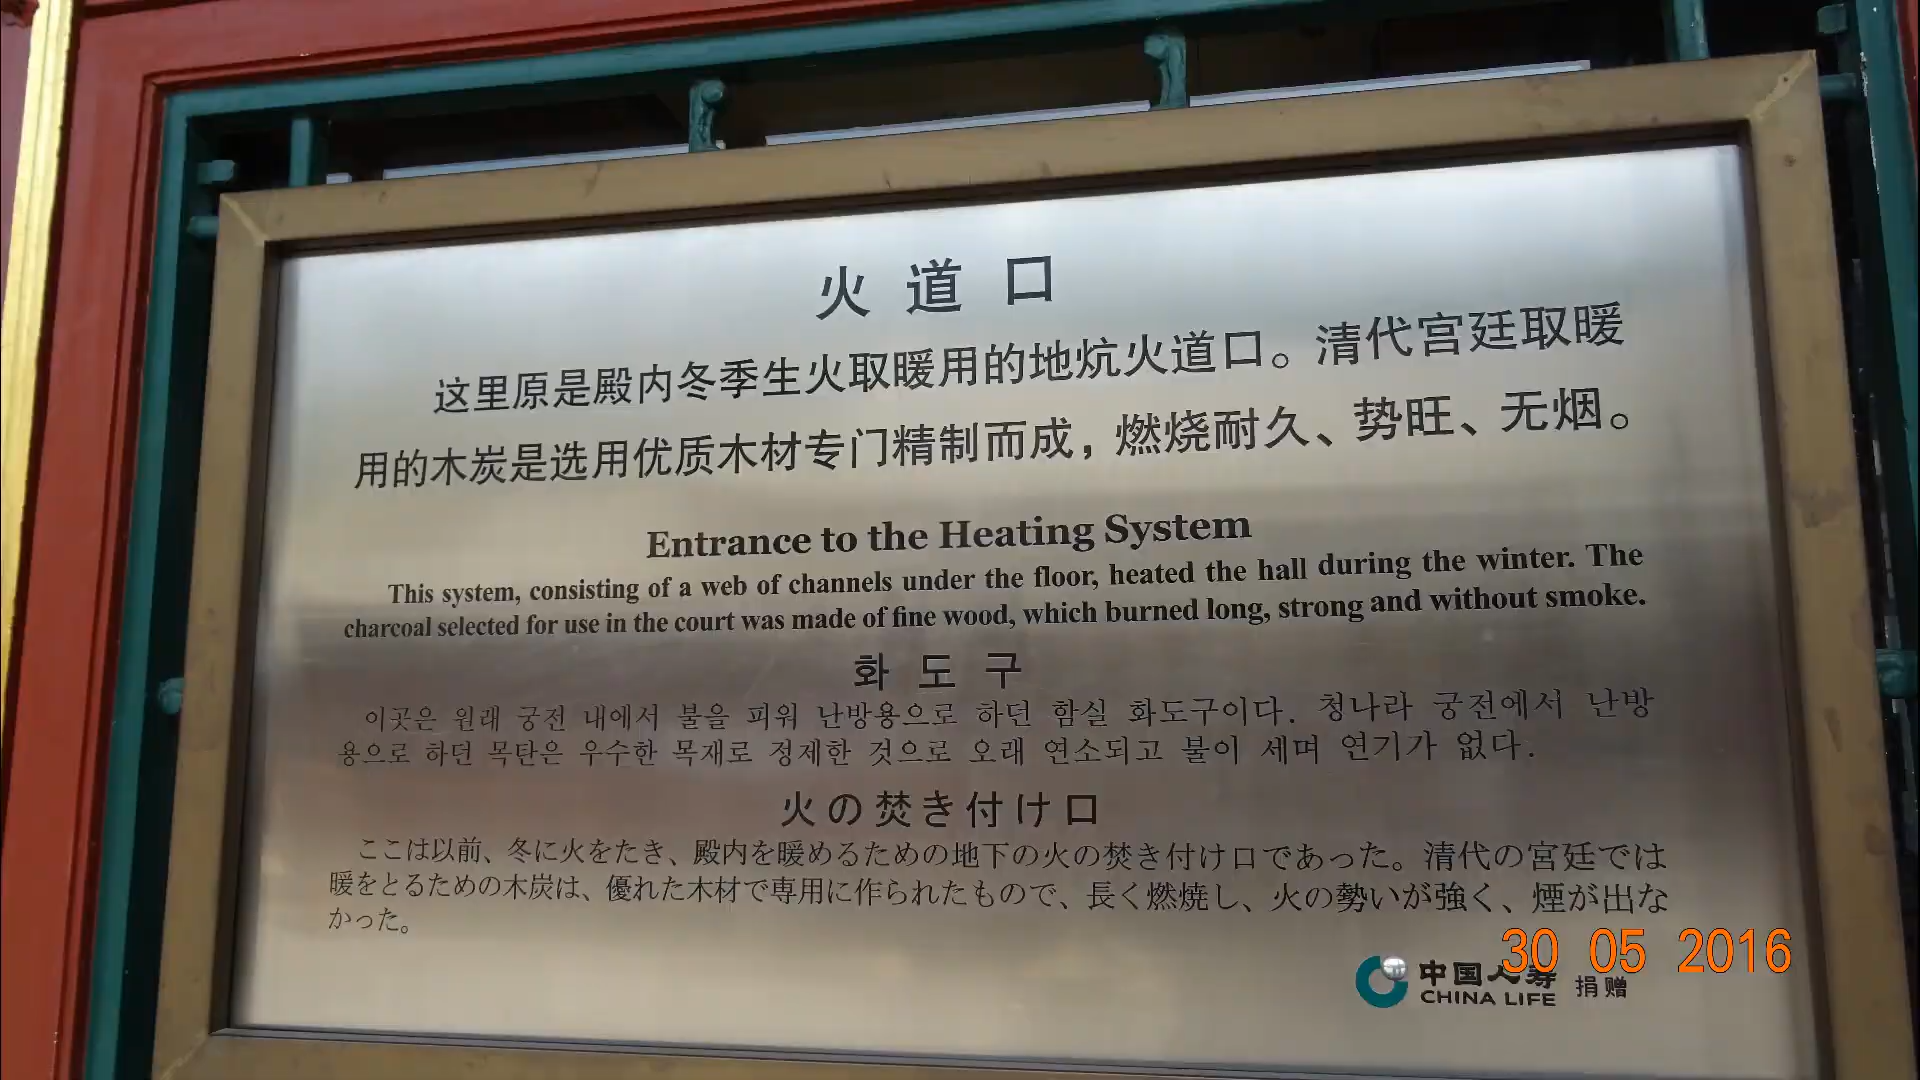 火道口
这里原是殿内冬季生火取暖用的地炕火道口。清代宫廷取暖
用的木炭是选用优质木材专门精制而成，燃烧耐久、势旺、无烟。
Entrance to the Heating System
This system, consisting of a web of channels under the floor, heated the hall during the winter. The
charcoal selected for use in the court was made of fine wood, which burned long, strong and without smoke.
화 도 구
이곳은 원래 궁전 내에서 불을 피워 난방용으로 하던 함실 화도구이다. 청나라 궁전에서 난방
용으로 하던 목탄은 우수한 목재로 정제한 것으로 오래 연소되고 불이 세며 연기가 없다.
火の焚き付け口
ここは以前、冬に火をたき、殿内を暖めるための地下の火の焚き付け口であった。清代の宮廷では
暖をとるための木炭は、優れた木材で専用に作られたもので、長く燃焼し、火の勢いが強く、煙が出な
かった。
30 05 2016
中国人寿 捐赠
CHINA LIFE